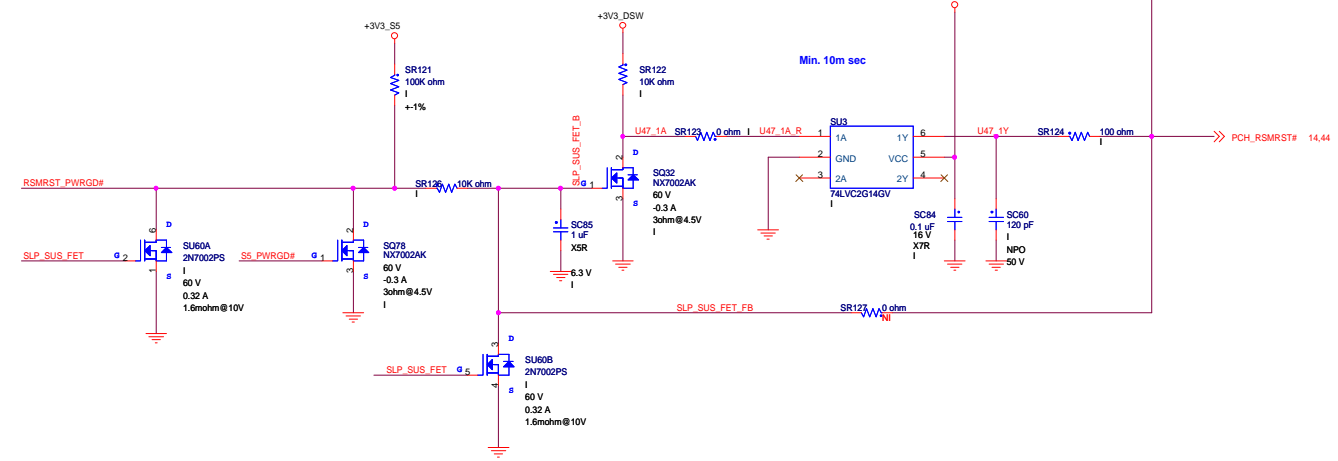 +3V3_S5
SR121
100K ohm
I
+-1%
+3V3_DSW
SR122
10K ohm
I
Min. 10m sec
SLP_SUS_FET_B
U47_1A
SR123
0 ohm
I
U47_1A_R
SU3
1
1A
1Y
6
2
GND
VCC
5
3
2A
2Y
4
74LVC2G14GV
I
U47_1Y
SR124
100 ohm
I
PCH_RSMRST#
14,44
RSMRST_PWRGD#
SR126
10K ohm
I
G
1
2
D
3
S
SQ32
NX7002AK
60 V
-0.3 A
3ohm@4.5V
I
SC85
1 uF
X5R
6.3 V
I
SC84
0.1 uF
16 V
X7R
I
SC60
120 pF
I
NPO
50 V
SLP_SUS_FET
G
2
6
D
1
S
SU60A
2N7002PS
I
60 V
0.32 A
1.6mohm@10V
S5_PWRGD#
G
1
2
D
3
S
SQ78
NX7002AK
60 V
-0.3 A
3ohm@4.5V
I
SLP_SUS_FET_FB
SR127
0 ohm
NI
SLP_SUS_FET
G
5
3
D
4
S
SU60B
2N7002PS
I
60 V
0.32 A
1.6mohm@10V